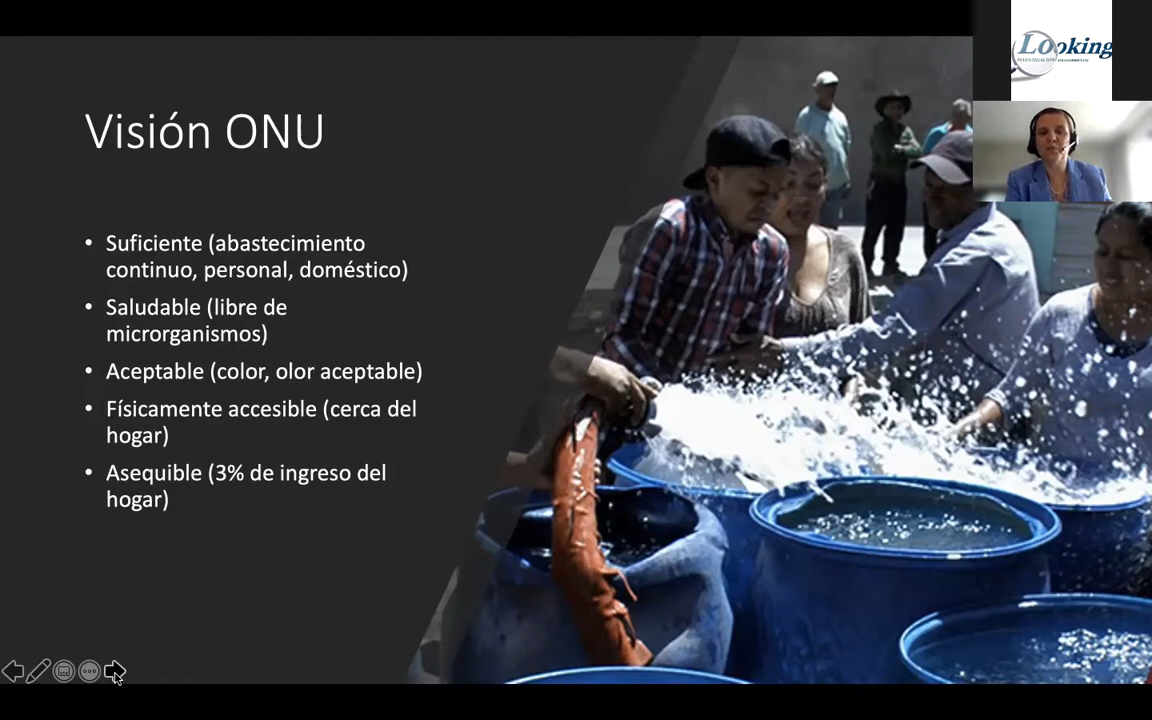 Visión ONU
• Suficiente (abastecimiento
continuo, personal, doméstico)
• Saludable (libre de
microrganismos)
• Aceptable (color, olor aceptable)
• Físicamente accesible (cerca del
hogar)
• Asequible (3% de ingreso del
hogar)
Looking